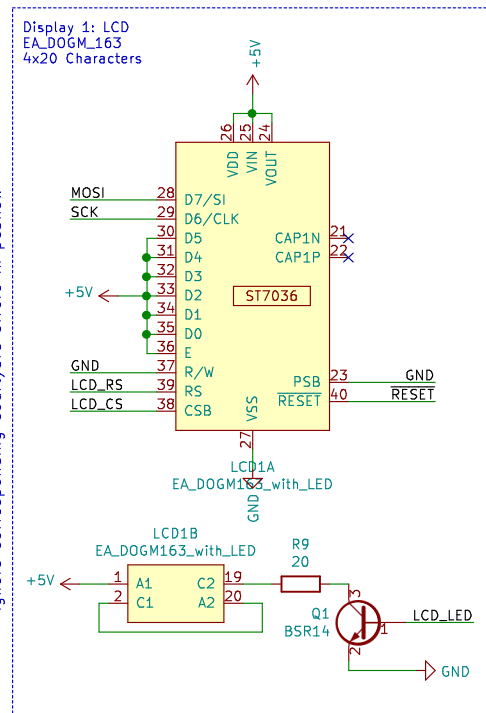 Display 1: LCD
EA_DOGM_163
4x20 Characters
+5V
26 25 24
VDD VIN VOUT
MOSI 28 D7/SI
SCK 29 D6/CLK
30 D5
CAP1N 21
31 D4
CAP1P 22
32 D3
+5V 33 D2
ST7036
34 D1
35 D0
36 E
GND 37 R/W
PSB 23 GND
LCD_RS 39 RS
RESET 40 RESET
LCD_CS 38 CSB
VSS
27
LCD1A
EA_DOGM163_with_LED
GND
LCD1B
EA_DOGM163_with_LED
R9
20
+5V 1 A1 C2 19
2 C1 A2 20
3
Q1
BSR14
LCD_LED
1
2
GND